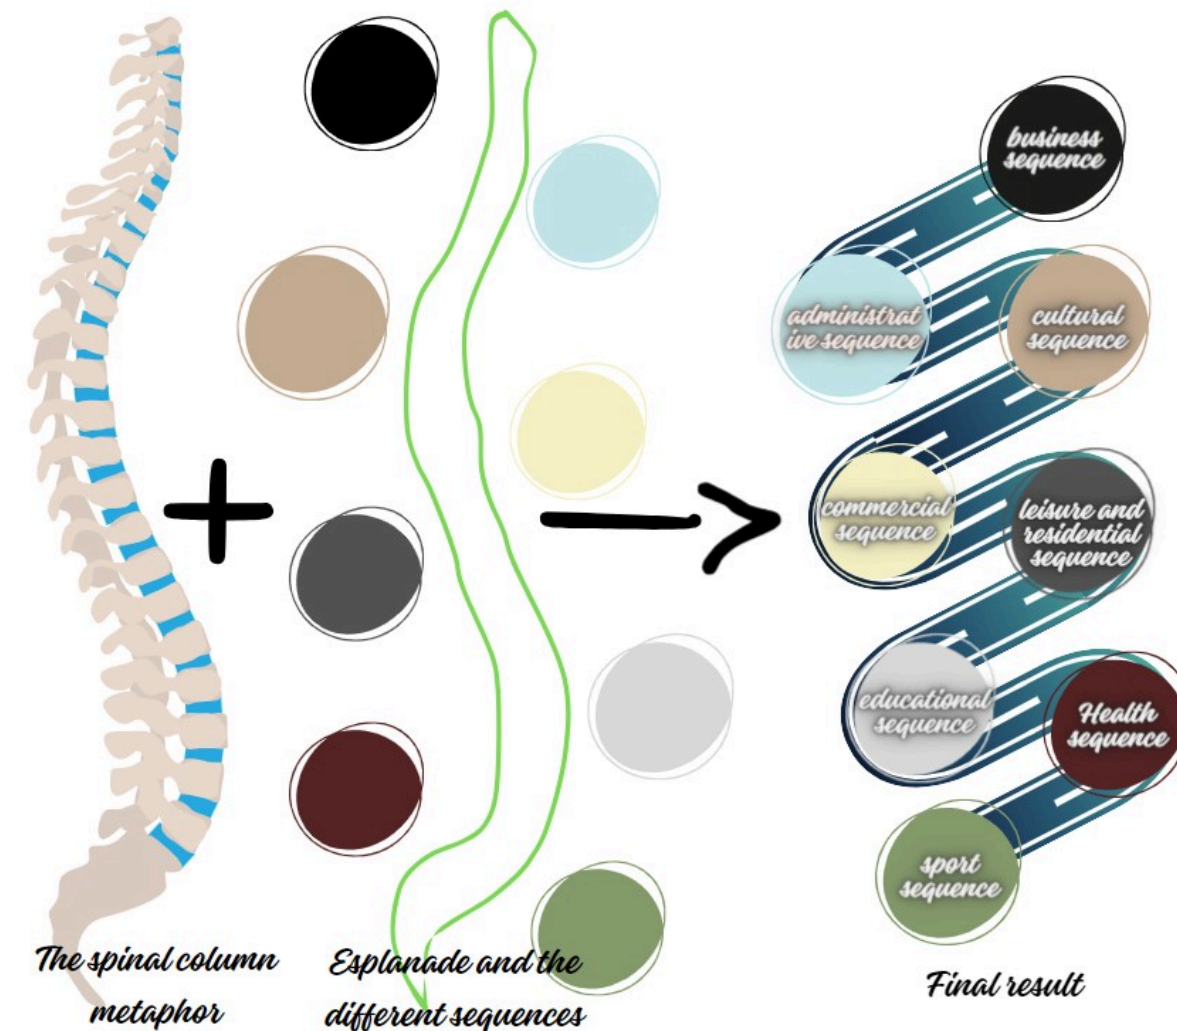 business
sequence
administrat
ive sequence
cultural
sequence
commercial
sequence
leisure and
residential
sequence
educational
sequence
Health
sequence
sport
sequence
The spinal column
metaphor
Esplanade and the
different sequences
Final result